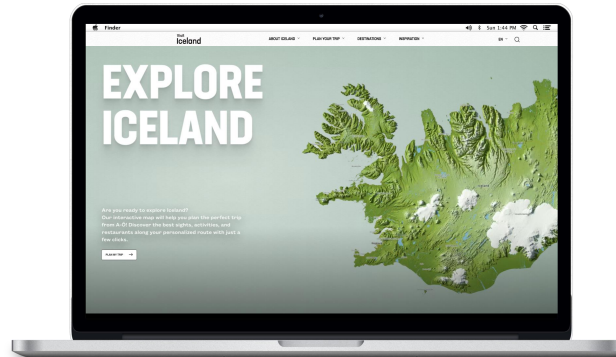 Finder
Sun 1:44 PM
Visit
Iceland
ABOUT ICELAND
PLAN YOUR TRIP
DESTINATIONS
INSPIRATION
EN
EXPLORE
ICELAND
Are you ready to explore Iceland?
Our interactive map will help you plan the perfect trip
from A-Ö! Discover the best sights, activities, and
restaurants along your personalized route with just a
few clicks.
PLAN MY TRIP